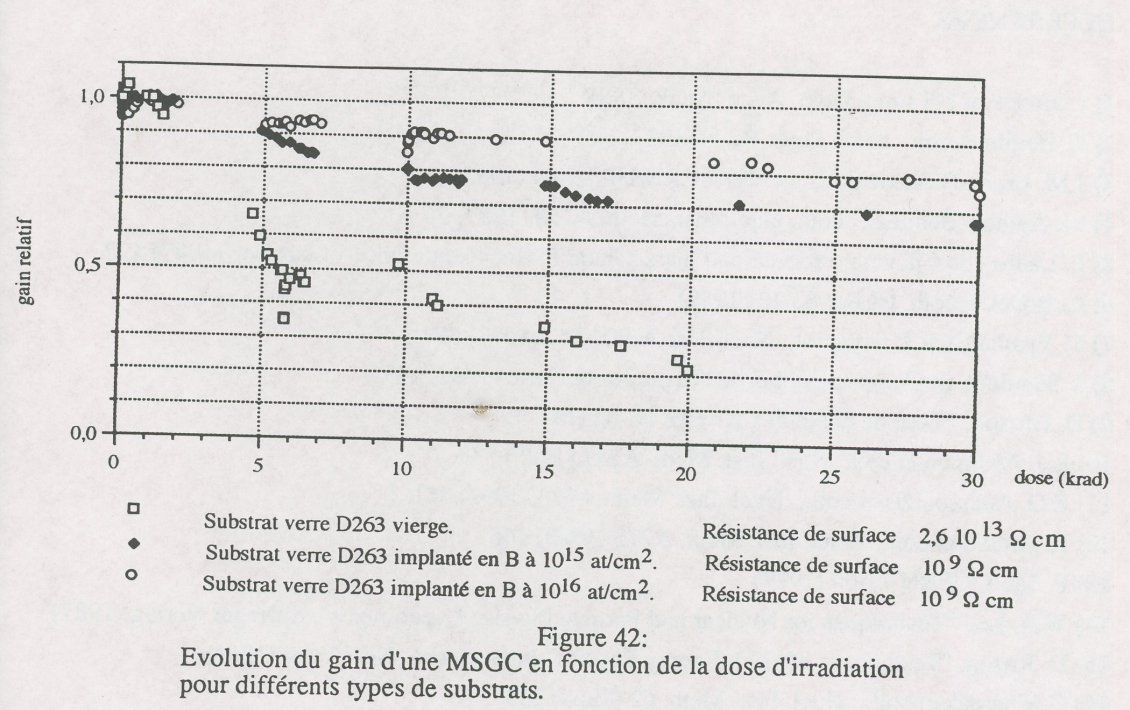 gain relatif
1,0
0,5
0,0
0 5 10 15 20 25 30 dose (krad)
Substrat verre D263 vierge. Résistance de surface 2,6 10¹³ Ω cm
Substrat verre D263 implanté en B à 10¹⁵ at/cm². Résistance de surface 10⁹ Ω cm
Substrat verre D263 implanté en B à 10¹⁶ at/cm². Résistance de surface 10⁹ Ω cm
Figure 42:
Evolution du gain d'une MSGC en fonction de la dose d'irradiation
pour différents types de substrats.